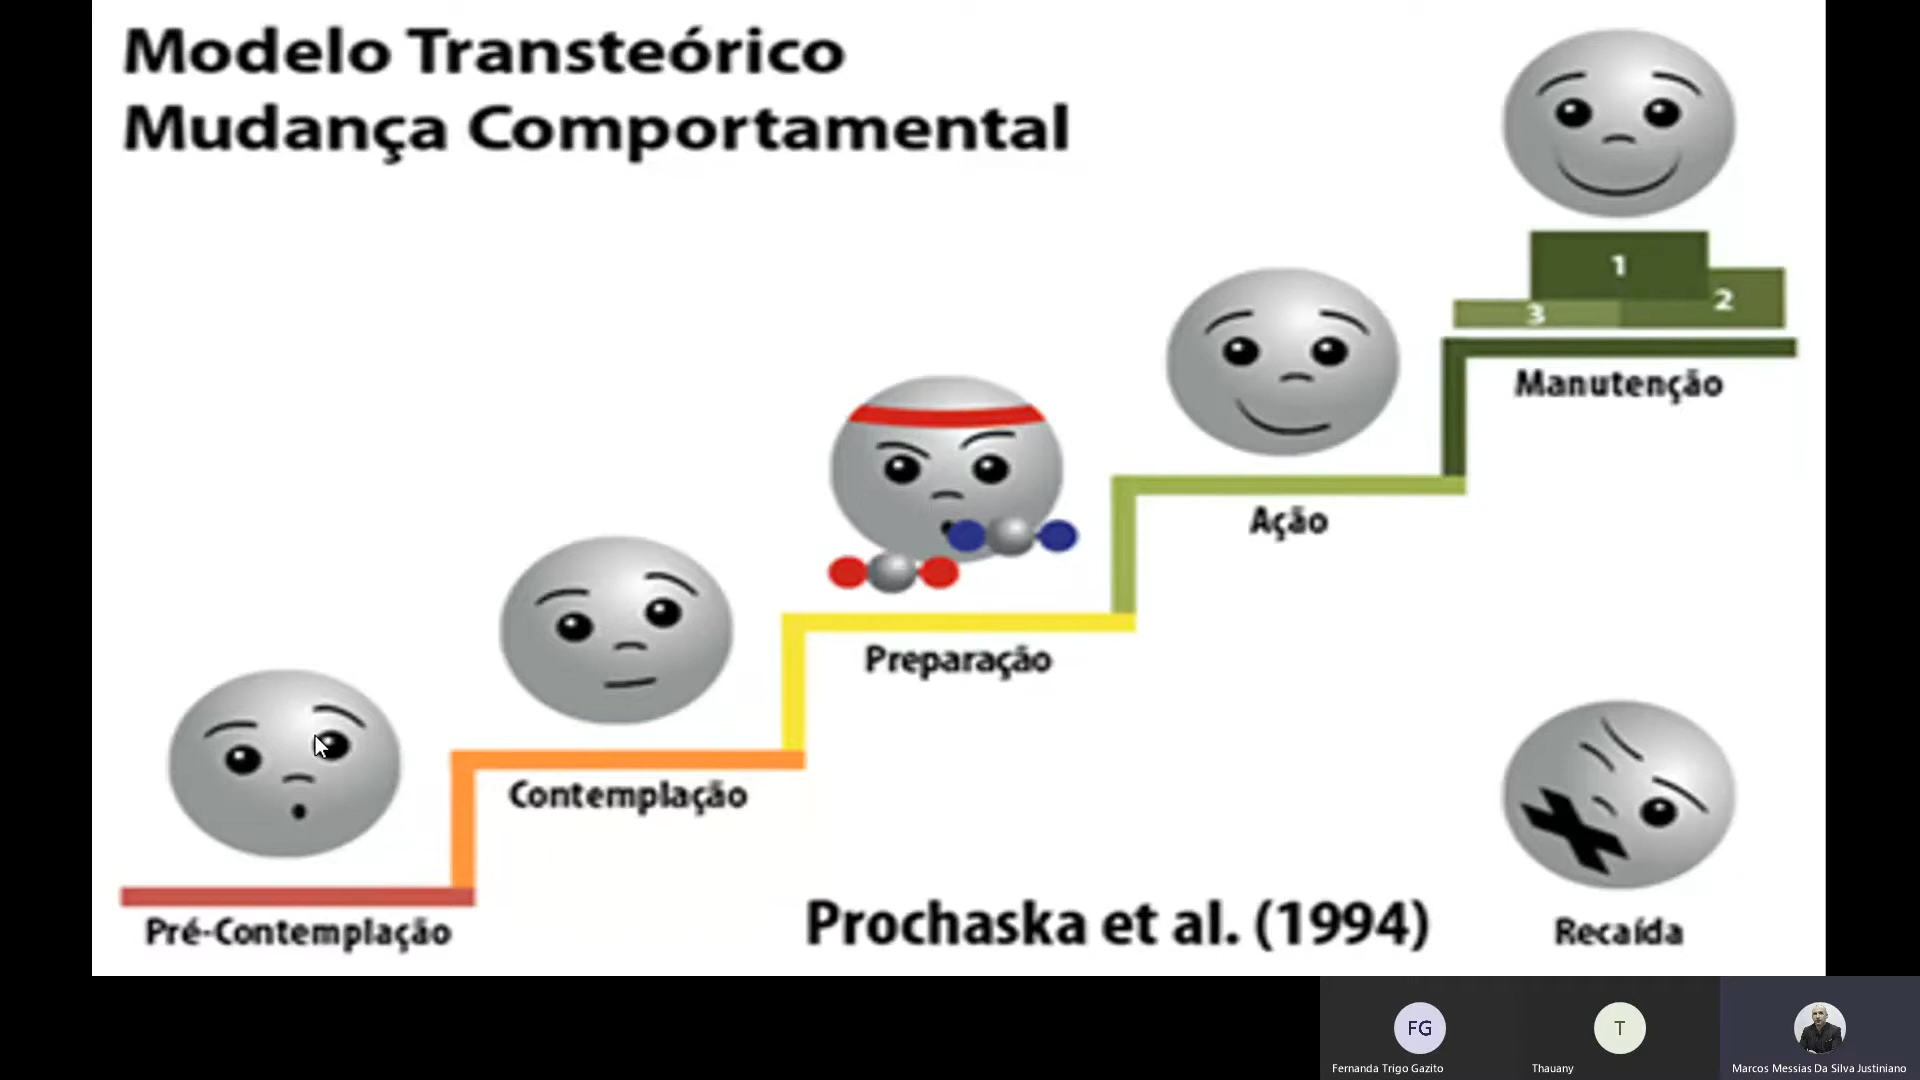 Modelo Transteórico
Mudança Comportamental
1
2
3
Manutenção
Ação
Preparação
Contemplação
Pré-Contemplação
Prochaska et al. (1994)
Recaída
FG
T
Fernanda Trigo Gazito
Thauany
Marcos Messias Da Silva Justiniano